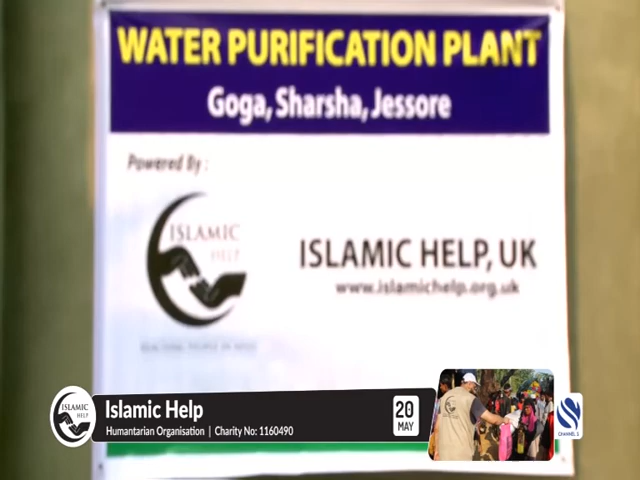 WATER PURIFICATION PLANT
Goga, Sharsha, Jessore
Powered By :
ISLAMIC
HELP
ISLAMIC HELP, UK
www.islamichelp.org.uk
ISLAMIC
HELP
Islamic Help
Humanitarian Organisation | Charity No: 1160490
20
MAY
CHANNEL S